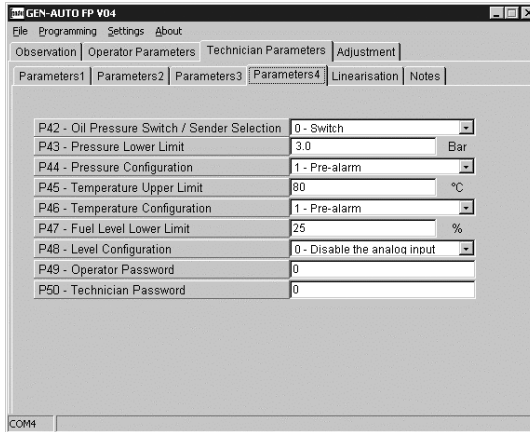 GEN-AUTO FP V04
File Programming Settings About
Observation Operator Parameters Technician Parameters Adjustment
Parameters1 Parameters2 Parameters3 Parameters4 Linearisation Notes
P42 - Oil Pressure Switch / Sender Selection 0 - Switch
P43 - Pressure Lower Limit 3.0 Bar
P44 - Pressure Configuration 1 - Pre-alarm
P45 - Temperature Upper Limit 80 °C
P46 - Temperature Configuration 1 - Pre-alarm
P47 - Fuel Level Lower Limit 25 %
P48 - Level Configuration 0 - Disable the analog input
P49 - Operator Password 0
P50 - Technician Password 0
COM4